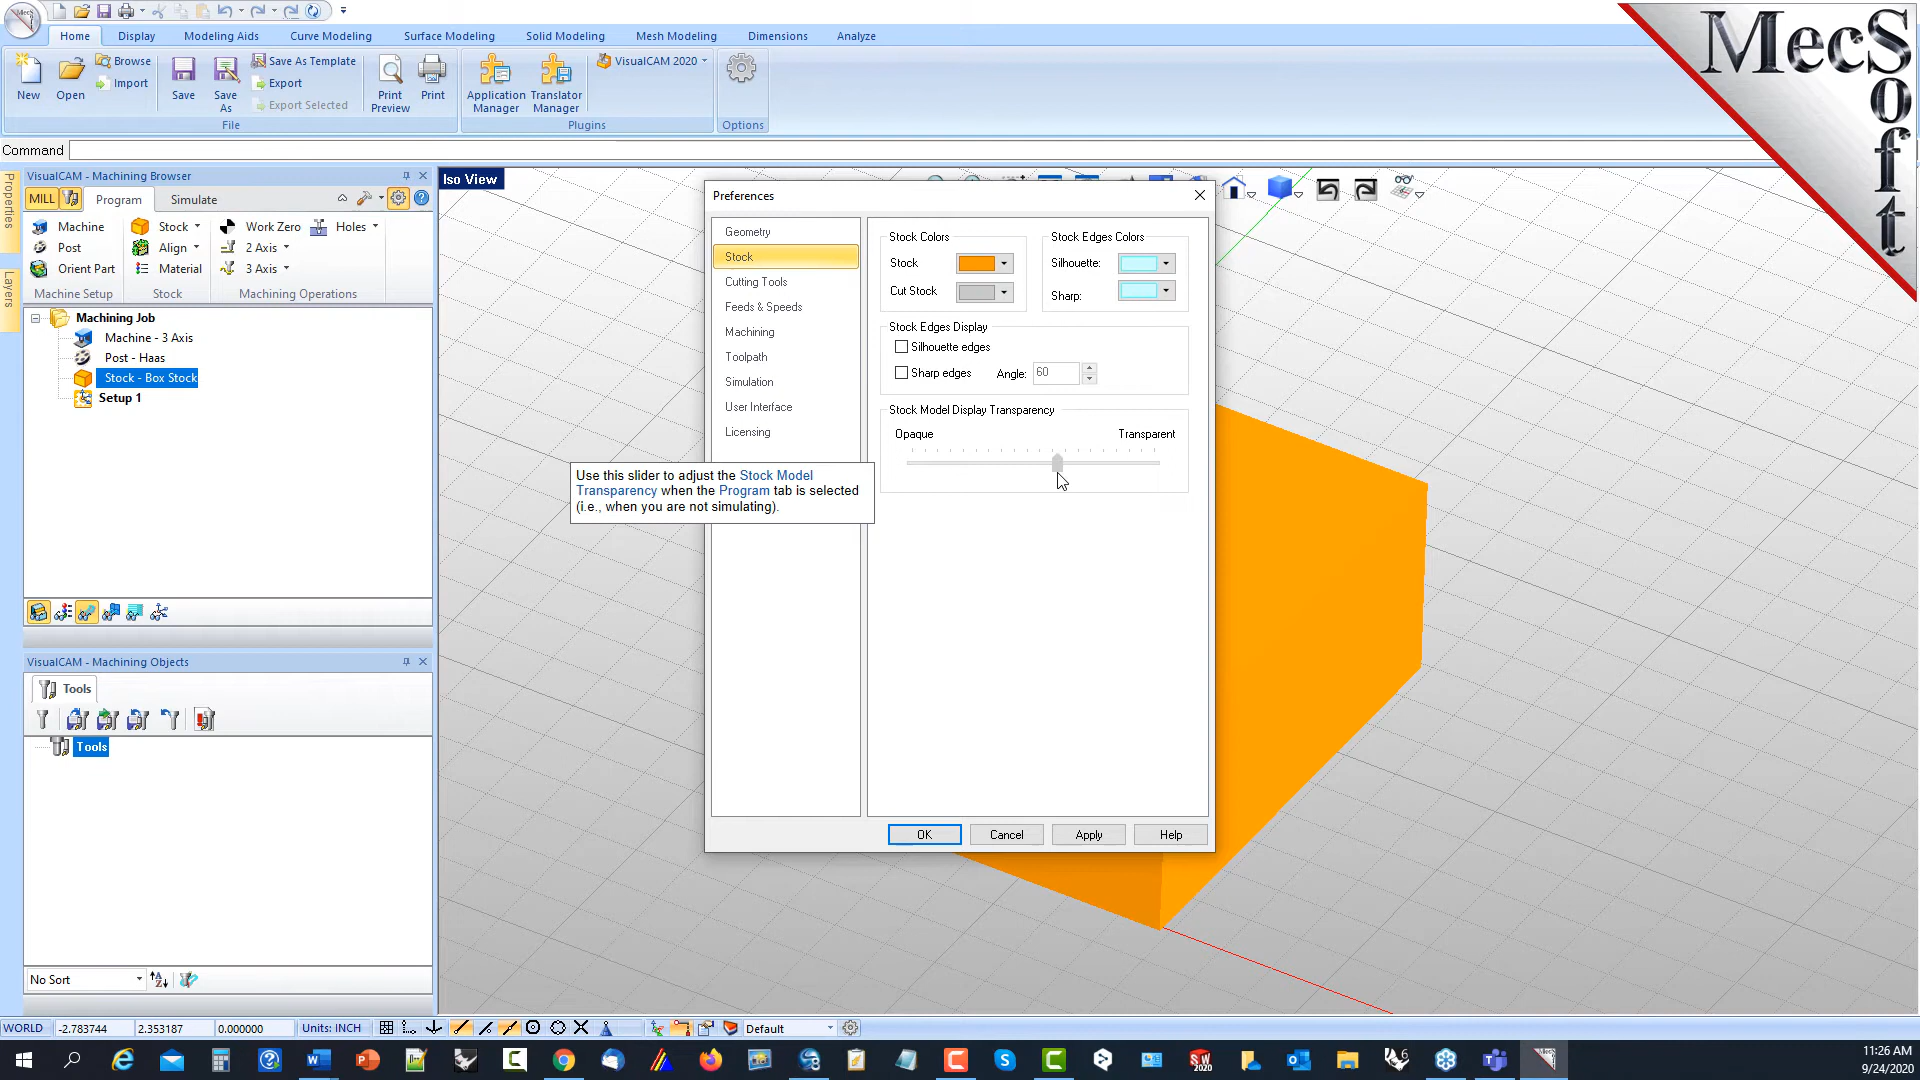 Home Display Modeling Aids Curve Modeling Surface Modeling Solid Modeling Mesh Modeling Dimensions Analyze
New Open Browse Import Save Save As Save As Template Export Export Selected Print Preview Print
Application Manager Translator Manager VisualCAM 2020
File Plugins Options
Command
MecSoft
Properties
Layers
VisualCAM - Machining Browser
MILL Program Simulate
Machine Stock Work Zero Holes
Post Align 2 Axis
Orient Part Material 3 Axis
Machine Setup Stock Machining Operations
Machining Job
Machine - 3 Axis
Post - Haas
Stock - Box Stock
Setup 1
VisualCAM - Machining Objects
Tools
Tools
No Sort
Iso View
Preferences
Geometry
Stock
Cutting Tools
Feeds & Speeds
Machining
Toolpath
Simulation
User Interface
Licensing
Stock Colors
Stock
Cut Stock
Stock Edges Colors
Silhouette:
Sharp:
Stock Edges Display
Silhouette edges
Sharp edges Angle: 60
Stock Model Display Transparency
Opaque Transparent
Use this slider to adjust the Stock Model
Transparency when the Program tab is selected
(i.e., when you are not simulating).
OK Cancel Apply Help
WORLD -2.783744 2.353187 0.000000 Units: INCH Default
11:26 AM
9/24/2020